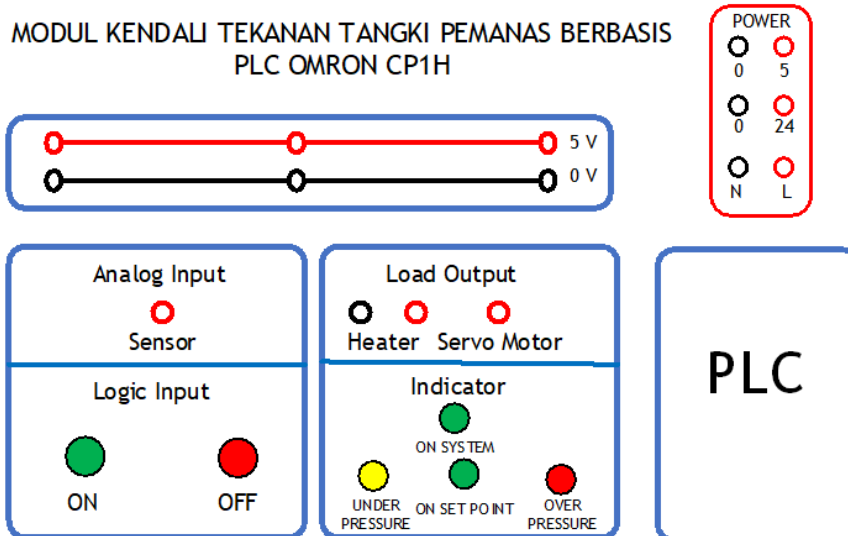 MODUL KENDALI TEKANAN TANGKI PEMANAS BERBASIS
PLC OMRON CP1H
POWER
0 5
0 24
N L
5 V
0 V
Analog Input
Sensor
Logic Input
ON OFF
Load Output
Heater Servo Motor
Indicator
ON SYSTEM
UNDER
PRESSURE
ON SET POINT
OVER
PRESSURE
PLC